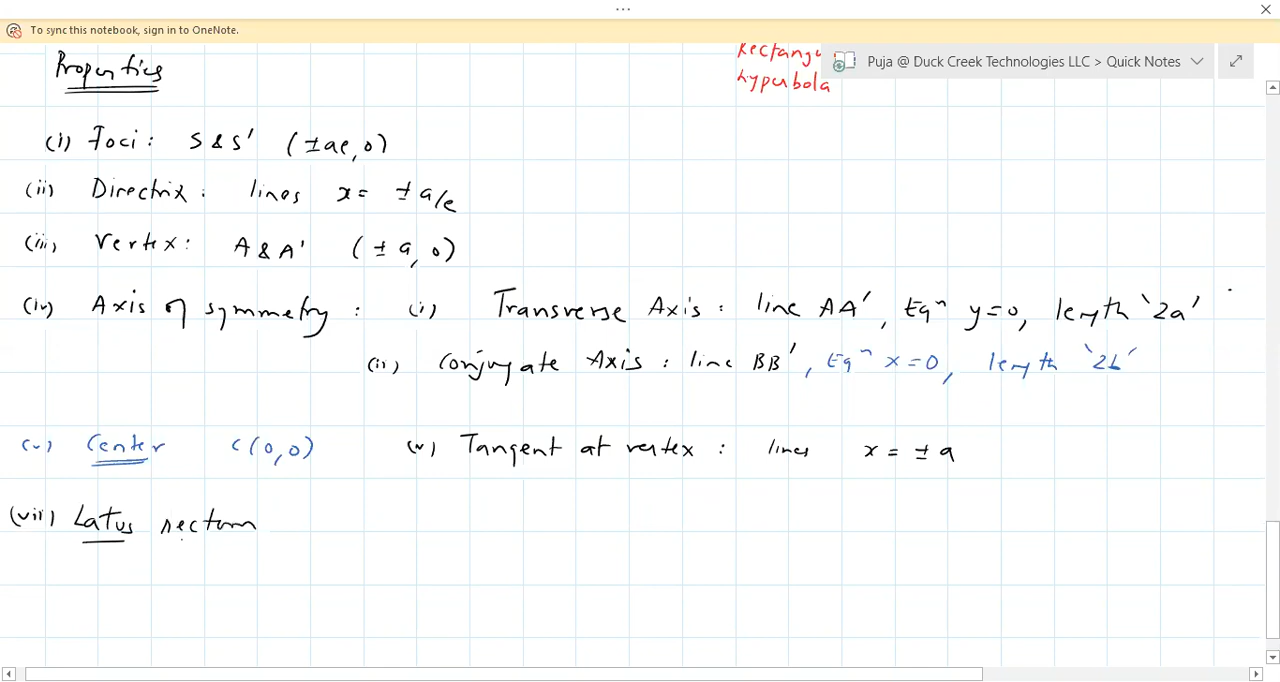 To sync this notebook, sign in to OneNote.
Properties
Rectangu
hyperbola
Puja @ Duck Creek Technologies LLC > Quick Notes
(i) Foci: S & S' (±ae, 0)
(ii) Directrix: lines x = ± a/e
(iii) Vertex: A & A' (± a, 0)
(iv) Axis of symmetry : (i) Transverse Axis : line AA', Eqⁿ y=0, length '2a'
(ii) Conjugate Axis : line BB', Eqⁿ x=0, length '2b'
(v) Center C(0,0) (v) Tangent at vertex : lines x = ± a
(vii) Latus rectum